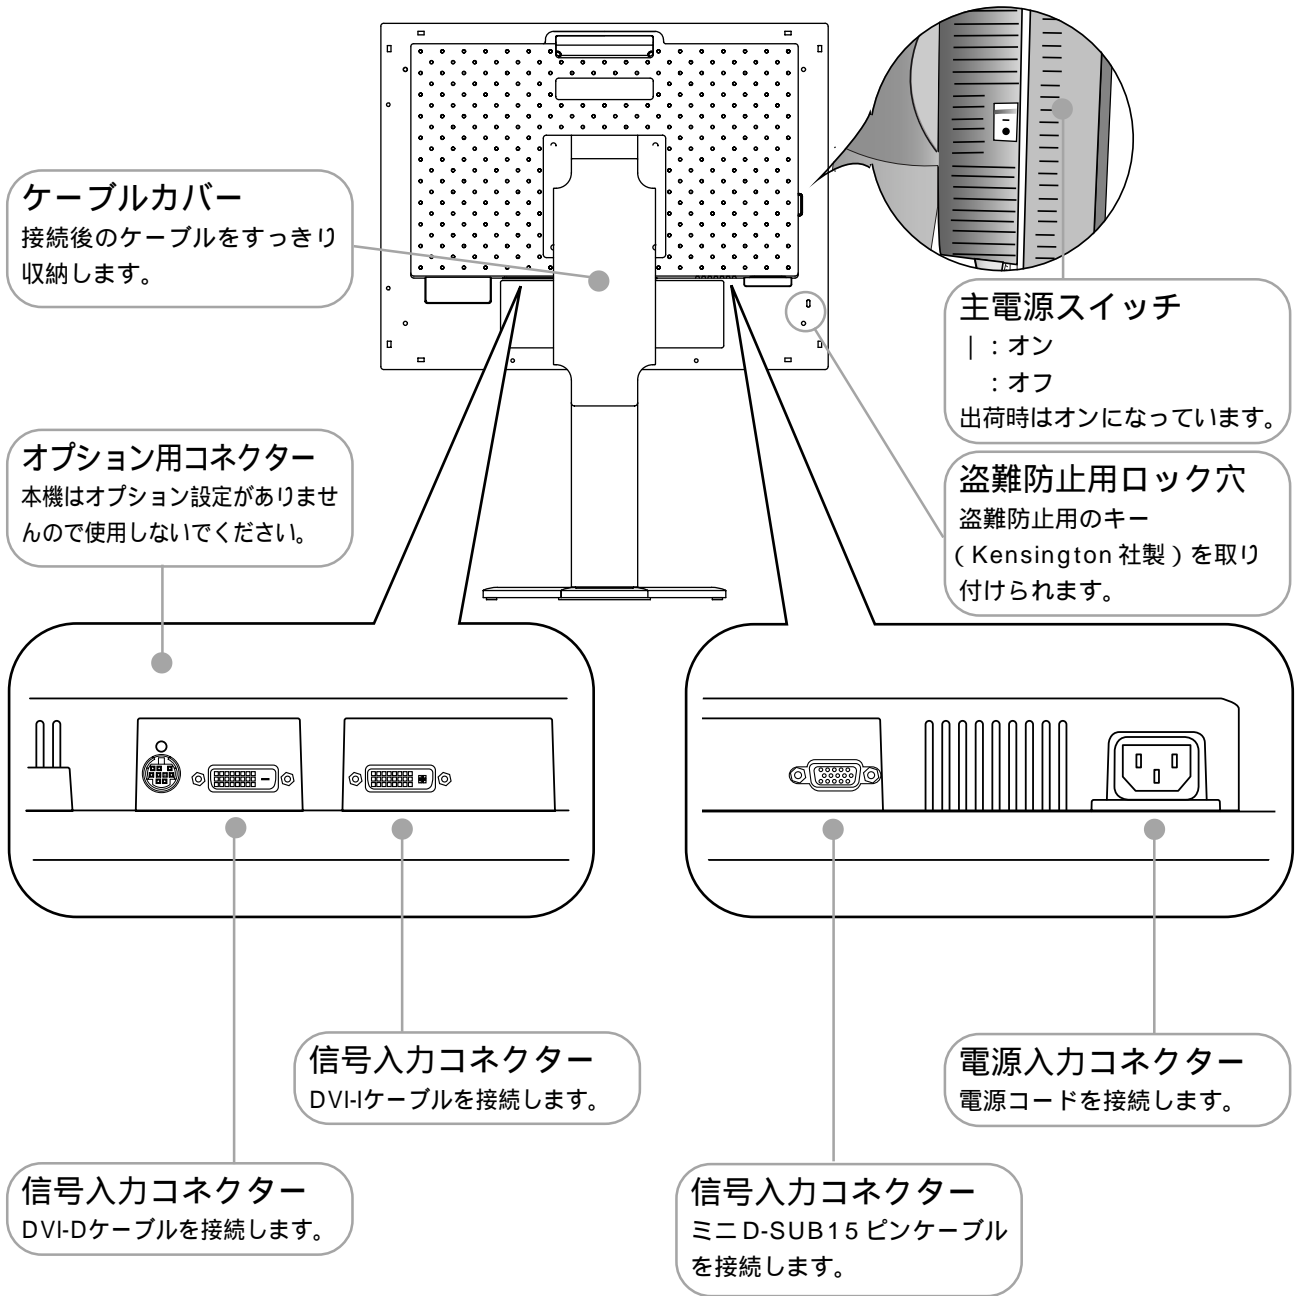 ケーブルカバー
接続後のケーブルをすっきり
収納します。
主電源スイッチ
|：オン
：オフ
出荷時はオンになっています。
オプション用コネクター
本機はオプション設定がありませ
んので使用しないでください。
盗難防止用ロック穴
盗難防止用のキー
（Kensington 社製）を取り
付けられます。
信号入力コネクター
DVI-Iケーブルを接続します。
電源入力コネクター
電源コードを接続します。
信号入力コネクター
DVI-Dケーブルを接続します。
信号入力コネクター
ミニ D-SUB15 ピンケーブル
を接続します。